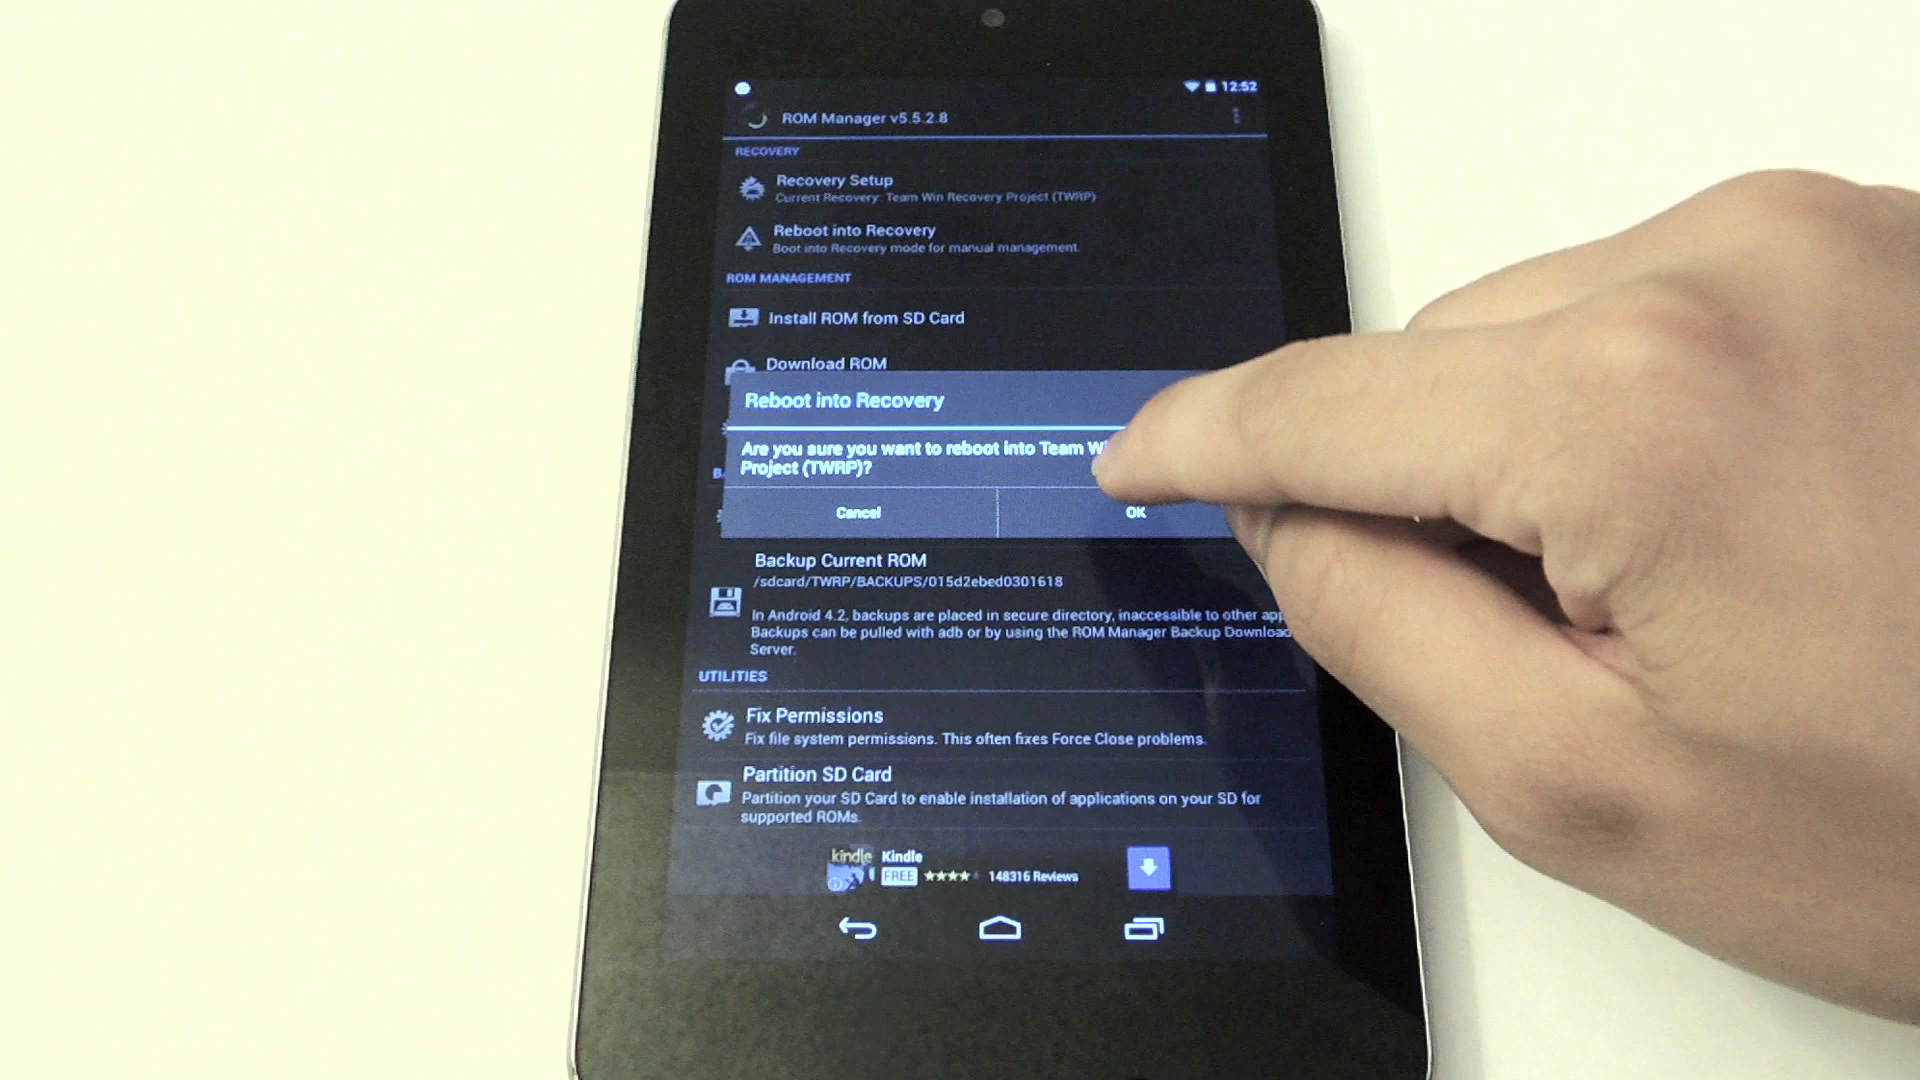 12:52
ROM Manager v5.5.2.8
RECOVERY
Recovery Setup
Current Recovery: Team Win Recovery Project (TWRP)
Reboot into Recovery
Boot into Recovery mode for manual management.
ROM MANAGEMENT
Install ROM from SD Card
Download ROM
Reboot into Recovery
Are you sure you want to reboot into Team
Project (TWRP)?
Cancel
OK
Backup Current ROM
/sdcard/TWRP/BACKUPS/015d2ebed0301618
In Android 4.2, backups are placed in secure directory, inaccessible to other app
Backups can be pulled with adb or by using the ROM Manager Backup Download
Server.
UTILITIES
Fix Permissions
Fix file system permissions. This often fixes Force Close problems.
Partition SD Card
Partition your SD Card to enable installation of applications on your SD for
supported ROMs.
kindle Kindle
FREE 148316 Reviews